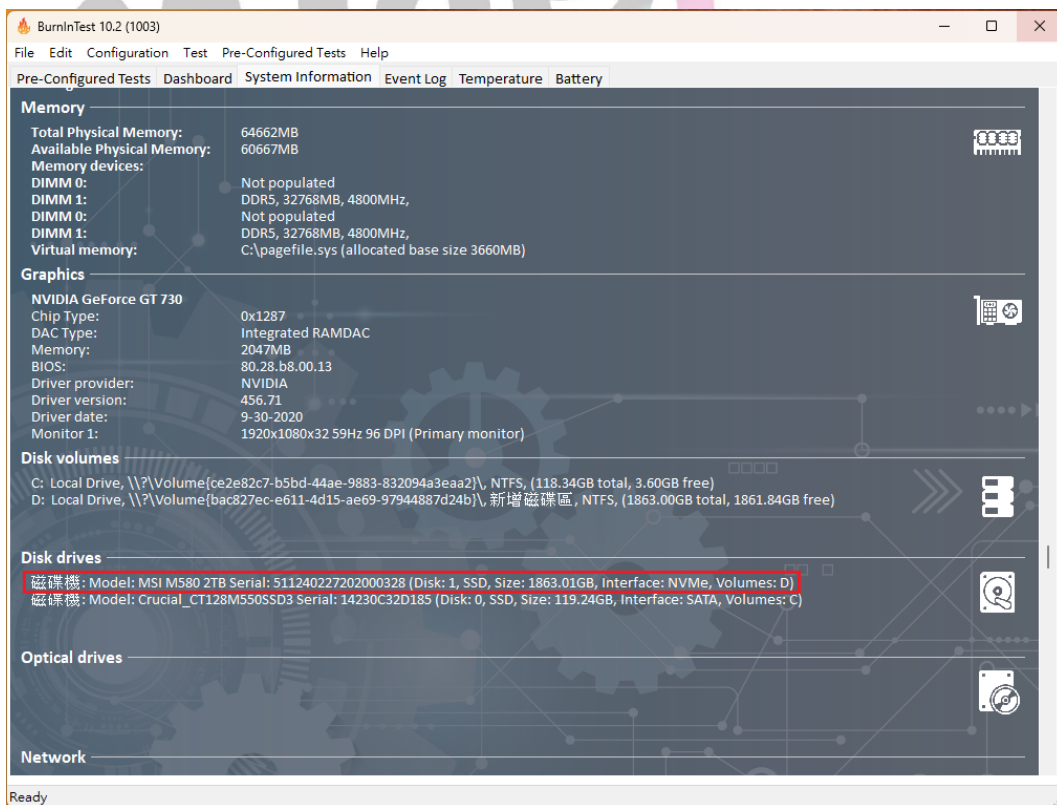 BurnInTest 10.2 (1003)
File Edit Configuration Test Pre-Configured Tests Help
Pre-Configured Tests Dashboard System Information Event Log Temperature Battery
Memory
Total Physical Memory: 64662MB
Available Physical Memory: 60667MB
Memory devices:
DIMM 0: Not populated
DIMM 1: DDR5, 32768MB, 4800MHz,
DIMM 0: Not populated
DIMM 1: DDR5, 32768MB, 4800MHz,
Virtual memory: C:\pagefile.sys (allocated base size 3660MB)
Graphics
NVIDIA GeForce GT 730
Chip Type: 0x1287
DAC Type: Integrated RAMDAC
Memory: 2047MB
BIOS: 80.28.b8.00.13
Driver provider: NVIDIA
Driver version: 456.71
Driver date: 9-30-2020
Monitor 1: 1920x1080x32 59Hz 96 DPI (Primary monitor)
Disk volumes
C: Local Drive, \\?\Volume{ce2e82c7-b5bd-44ae-9883-832094a3eaa2}\, NTFS, (118.34GB total, 3.60GB free)
D: Local Drive, \\?\Volume{bac827ec-e611-4d15-ae69-97944887d24b}\, 新增磁碟區, NTFS, (1863.00GB total, 1861.84GB free)
Disk drives
磁碟機: Model: MSI M580 2TB Serial: 511240227202000328 (Disk: 1, SSD, Size: 1863.01GB, Interface: NVMe, Volumes: D)
磁碟機: Model: Crucial_CT128M550SSD3 Serial: 14230C32D185 (Disk: 0, SSD, Size: 119.24GB, Interface: SATA, Volumes: C)
Optical drives
Network
Ready